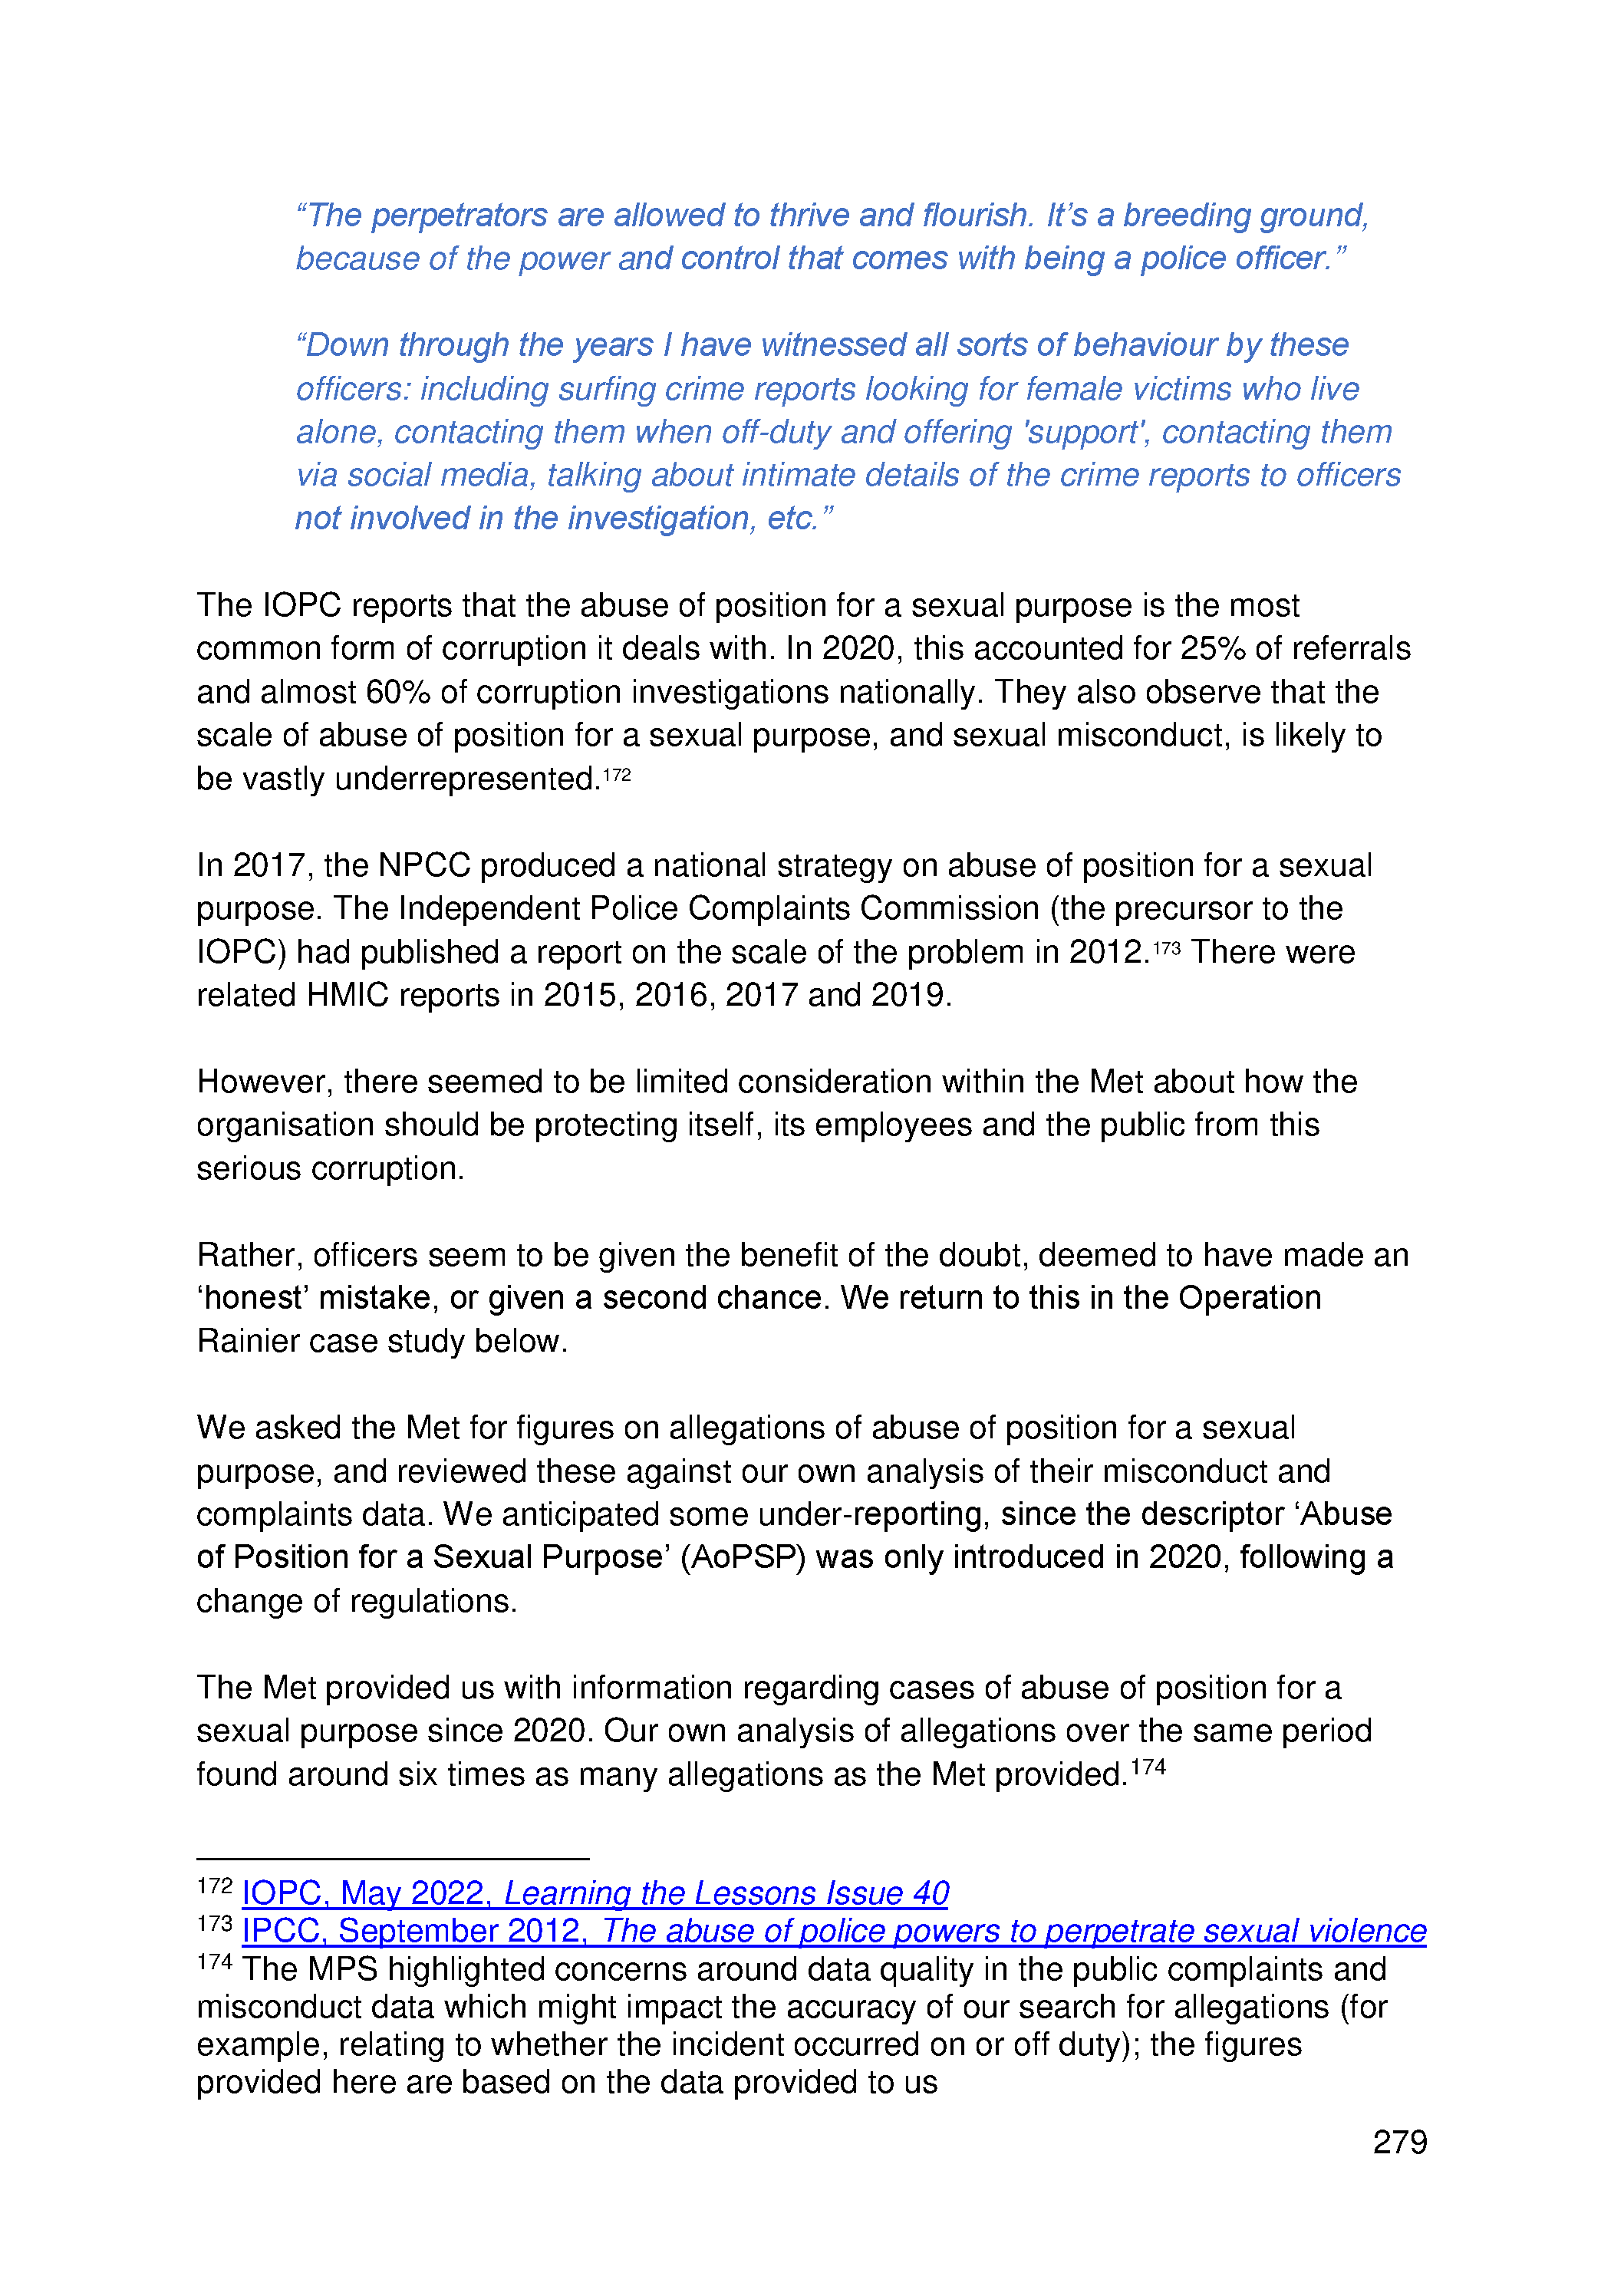 “The perpetrators are allowed to thrive and flourish. It’s a breeding ground,
because of the power and control that comes with being a police officer.”
“Down through the years I have witnessed all sorts of behaviour by these
officers: including surfing crime reports looking for female victims who live
alone, contacting them when off-duty and offering 'support', contacting them
via social media, talking about intimate details of the crime reports to officers
not involved in the investigation, etc.”
The IOPC reports that the abuse of position for a sexual purpose is the most
common form of corruption it deals with. In 2020, this accounted for 25% of referrals
and almost 60% of corruption investigations nationally. They also observe that the
scale of abuse of position for a sexual purpose, and sexual misconduct, is likely to
be vastly underrepresented.172
In 2017, the NPCC produced a national strategy on abuse of position for a sexual
purpose. The Independent Police Complaints Commission (the precursor to the
IOPC) had published a report on the scale of the problem in 2012.173 There were
related HMIC reports in 2015, 2016, 2017 and 2019.
However, there seemed to be limited consideration within the Met about how the
organisation should be protecting itself, its employees and the public from this
serious corruption.
Rather, officers seem to be given the benefit of the doubt, deemed to have made an
‘honest’ mistake, or given a second chance. We return to this in the Operation
Rainier case study below.
We asked the Met for figures on allegations of abuse of position for a sexual
purpose, and reviewed these against our own analysis of their misconduct and
complaints data. We anticipated some under-reporting, since the descriptor ‘Abuse
of Position for a Sexual Purpose’ (AoPSP) was only introduced in 2020, following a
change of regulations.
The Met provided us with information regarding cases of abuse of position for a
sexual purpose since 2020. Our own analysis of allegations over the same period
found around six times as many allegations as the Met provided.174
172 IOPC, May 2022, Learning the Lessons Issue 40
173 IPCC, September 2012, The abuse of police powers to perpetrate sexual violence
174 The MPS highlighted concerns around data quality in the public complaints and
misconduct data which might impact the accuracy of our search for allegations (for
example, relating to whether the incident occurred on or off duty); the figures
provided here are based on the data provided to us
279